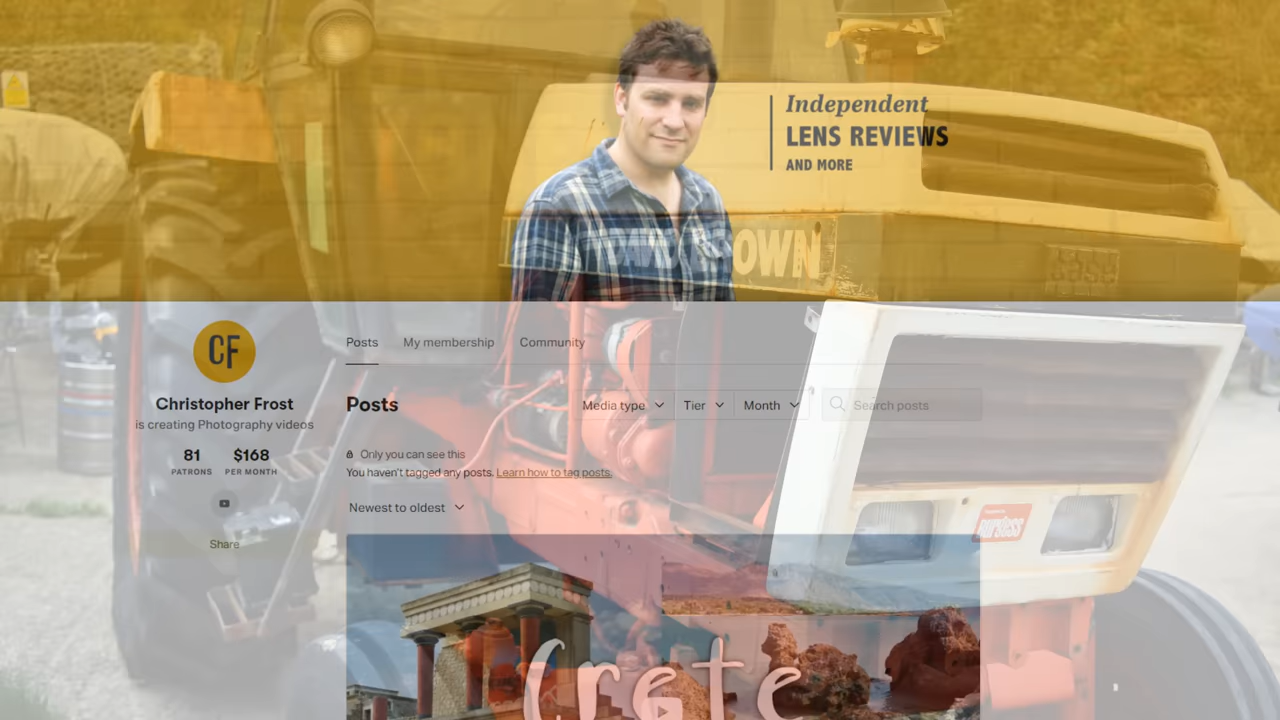 Independent
LENS REVIEWS
AND MORE
DAVID BROWN
CF
Christopher Frost
is creating Photography videos
81 $168
PATRONS PER MONTH
Share
Posts My membership Community
Posts
Media type Tier Month Search posts
Only you can see this
You haven't tagged any posts. Learn how to tag posts.
Newest to oldest
Crete